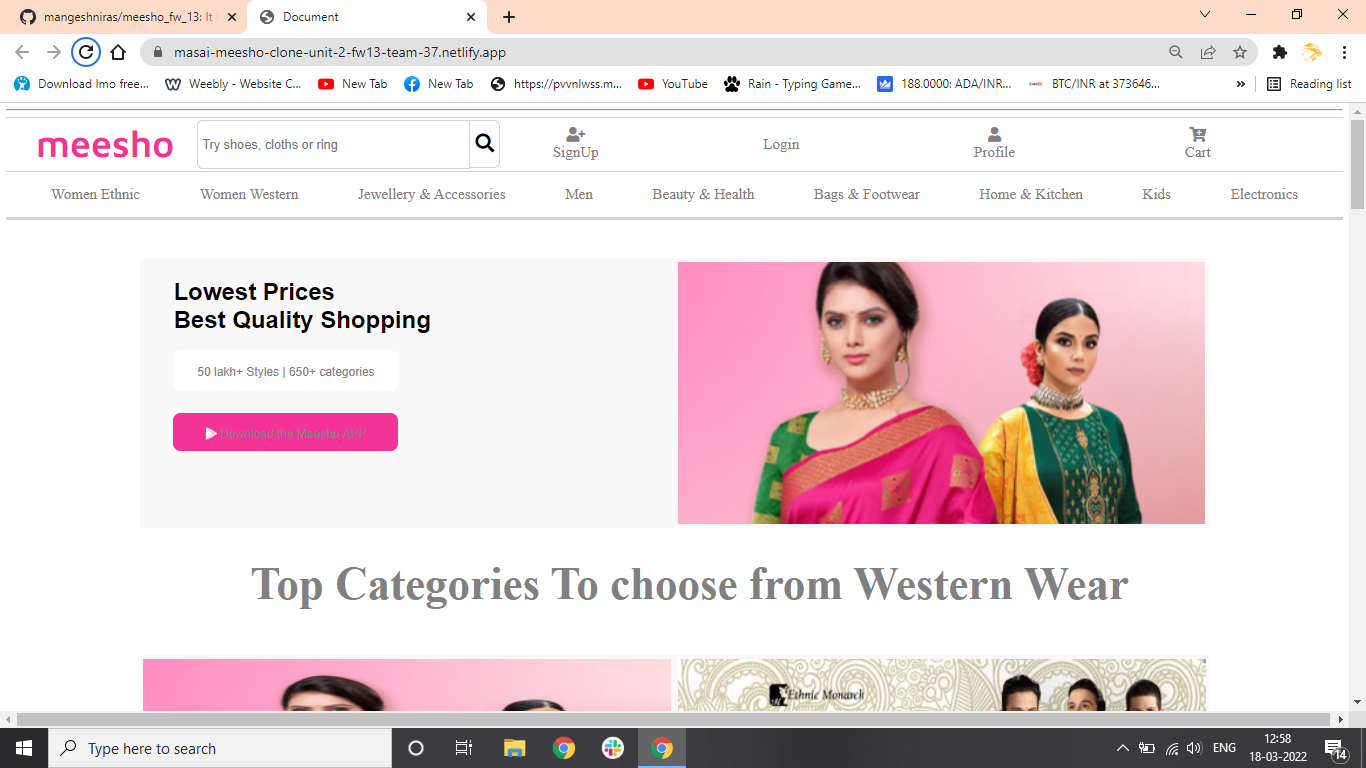 mangeshniras/meesho_fw_13: It i
Document
masai-meesho-clone-unit-2-fw13-team-37.netlify.app
Download Imo free...
Weebly - Website C...
New Tab
New Tab
https://pvvnlwss.m...
YouTube
Rain - Typing Game...
188.0000: ADA/INR...
BTC/INR at 373646...
»
Reading list
meesho
Try shoes, cloths or ring
SignUp
Login
Profile
Cart
Women Ethnic
Women Western
Jewellery & Accessories
Men
Beauty & Health
Bags & Footwear
Home & Kitchen
Kids
Electronics
Lowest Prices
Best Quality Shopping
50 lakh+ Styles | 650+ categories
Download the Meesho APP
Top Categories To choose from Western Wear
Ethnic Monarch
Type here to search
ENG
12:58
18-03-2022
14